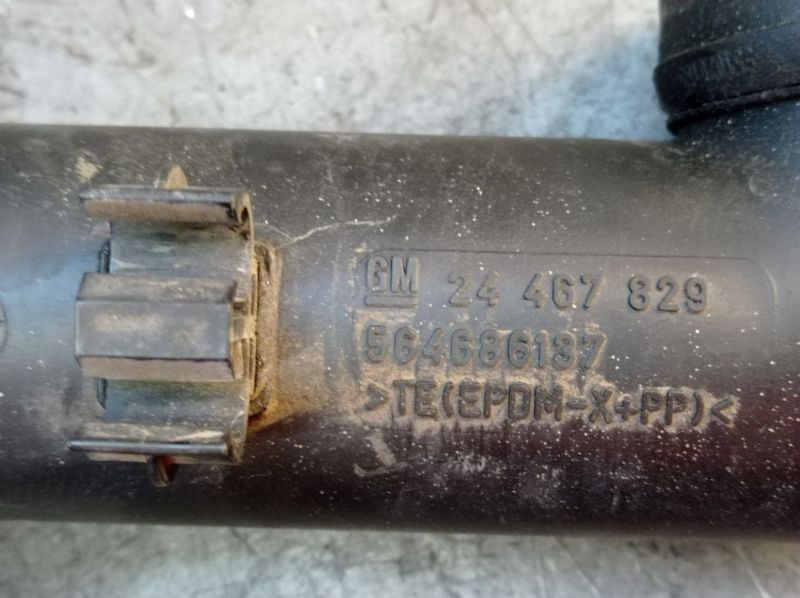 GM 24 467 829
564686137
>TE(EPDM-X+PP)<